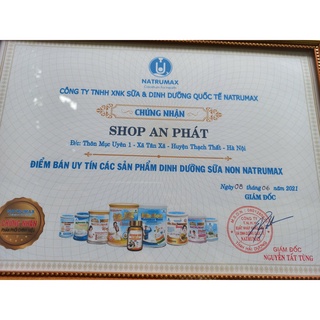 NATRUMAX
CÔNG TY TNHH XNK SỮA & DINH DƯỠNG QUỐC TẾ NATRUMAX
CHỨNG NHẬN
SHOP AN PHÁT
Đ/c: Thôn Mục Uyên 1 - Xã Tân Xã - Huyện Thạch Thất - Hà Nội
ĐIỂM BÁN UY TÍN CÁC SẢN PHẨM DINH DƯỠNG SỮA NON NATRUMAX
Ngày 03 tháng 04 năm 2021
GIÁM ĐỐC
GIÁM ĐỐC
NGUYỄN TẤT TÙNG